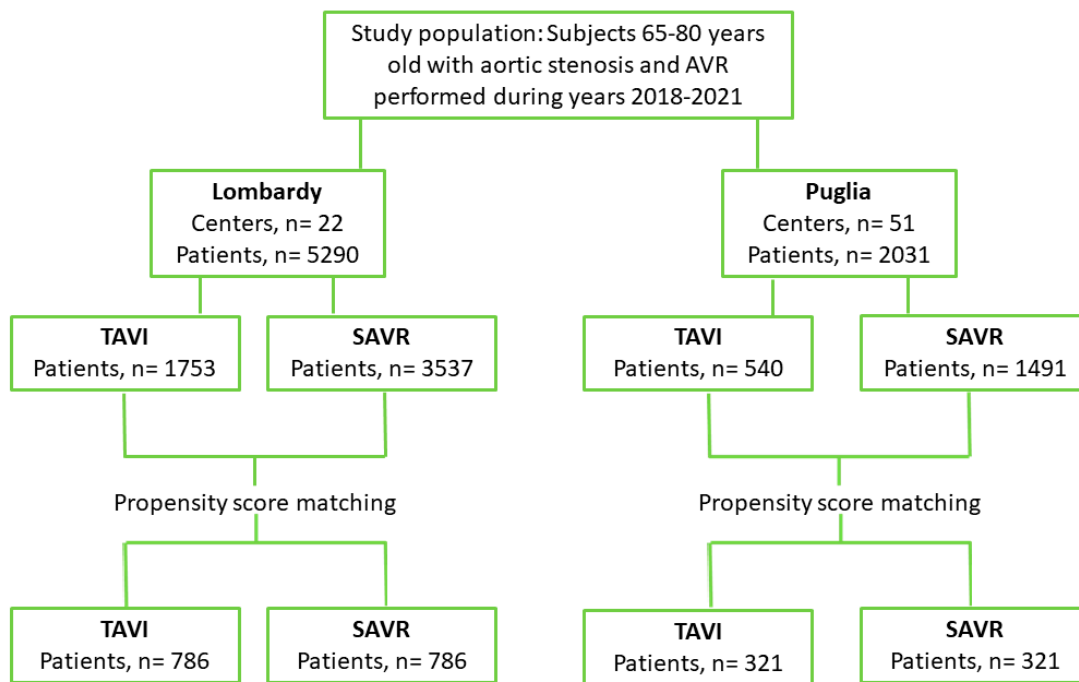 Study population: Subjects 65-80 years
old with aortic stenosis and AVR
performed during years 2018-2021
Lombardy
Centers, n= 22
Patients, n= 5290
Puglia
Centers, n= 51
Patients, n= 2031
TAVI
Patients, n= 1753
SAVR
Patients, n= 3537
TAVI
Patients, n= 540
SAVR
Patients, n= 1491
Propensity score matching
Propensity score matching
TAVI
Patients, n= 786
SAVR
Patients, n= 786
TAVI
Patients, n= 321
SAVR
Patients, n= 321